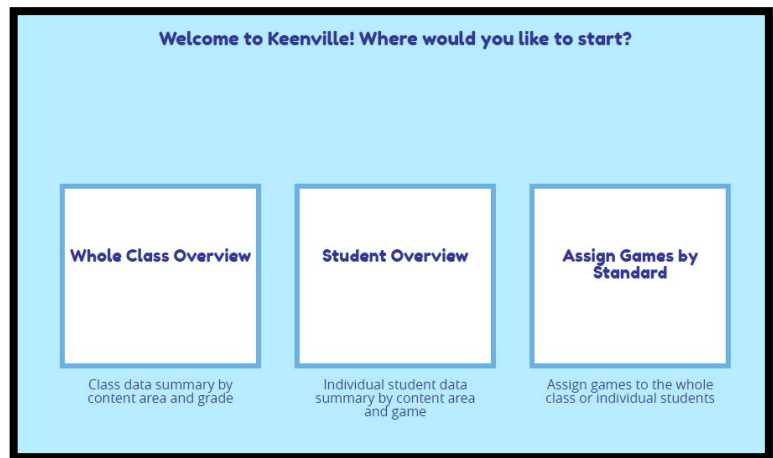 Welcome to Keenville! Where would you like to start?
Whole Class Overview
Class data summary by
content area and grade
Student Overview
Individual student data
summary by content area
and game
Assign Games by
Standard
Assign games to the whole
class or individual students